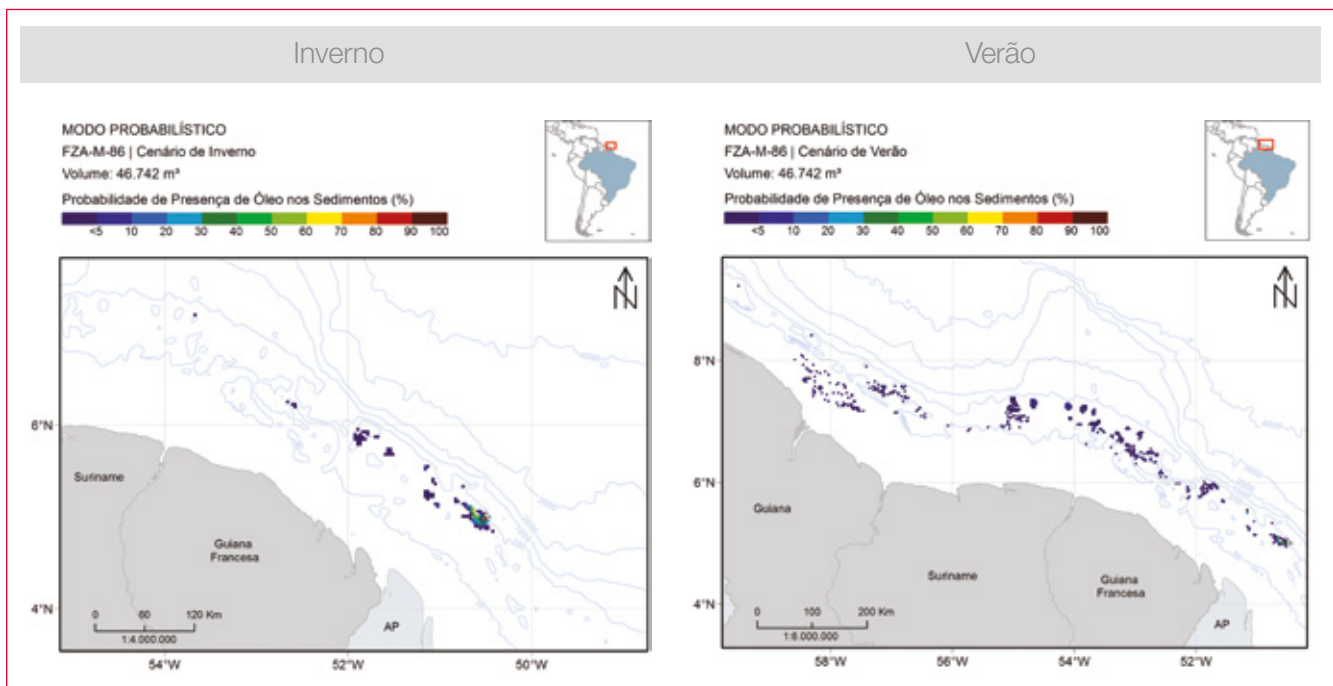 Inverno
Verão
MODO PROBABILÍSTICO
FZA-M-86 | Cenário de Inverno
Volume: 46.742 m³
Probabilidade de Presença de Óleo nos Sedimentos (%)
<5 10 20 30 40 50 60 70 80 90 100
N
6°N
4°N
Suriname
Guiana
Francesa
AP
0 60 120 Km
1:4.000.000
54°W 52°W 50°W
MODO PROBABILÍSTICO
FZA-M-86 | Cenário de Verão
Volume: 46.742 m³
Probabilidade de Presença de Óleo nos Sedimentos (%)
<5 10 20 30 40 50 60 70 80 90 100
N
8°N
6°N
4°N
Guiana
Suriname
Guiana
Francesa
AP
0 100 200 Km
1:6.000.000
58°W 56°W 54°W 52°W